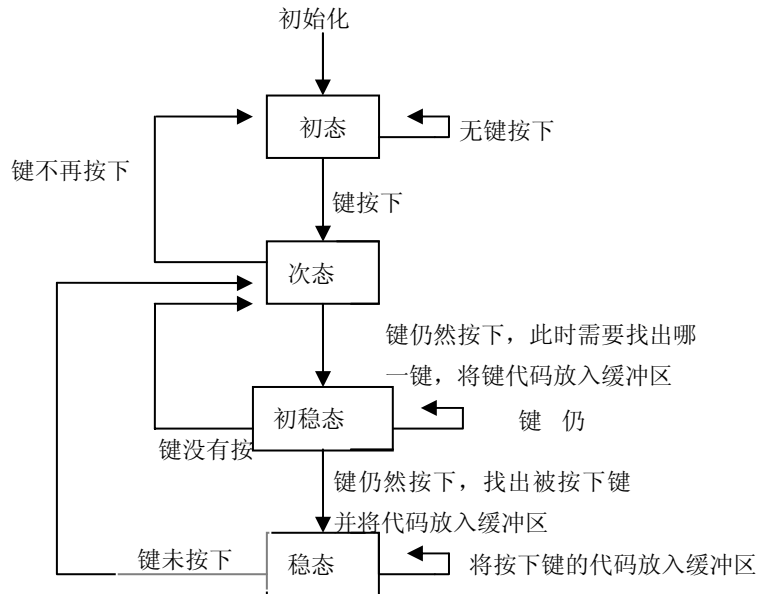 初始化
初态
无键按下
键不再按下
键按下
次态
键仍然按下，此时需要找出哪
一键，将键代码放入缓冲区
初稳态
键 仍
键没有按
键仍然按下，找出被按下键
并将代码放入缓冲区
键未按下
稳态
将按下键的代码放入缓冲区